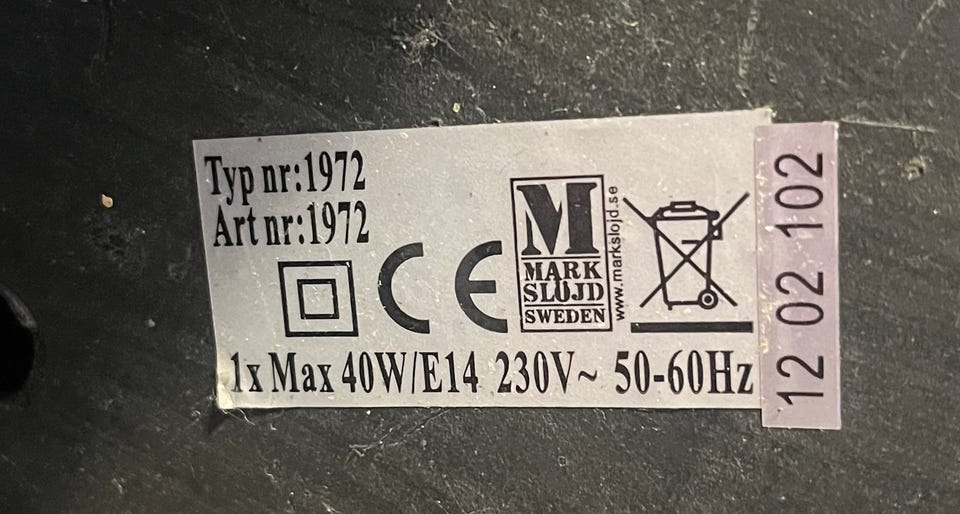 Typ nr:1972
Art nr:1972
CE
M
MARK
SLÖJD
SWEDEN
www.markslojd.se
1x Max 40W/E14 230V~ 50-60Hz
12 02 102